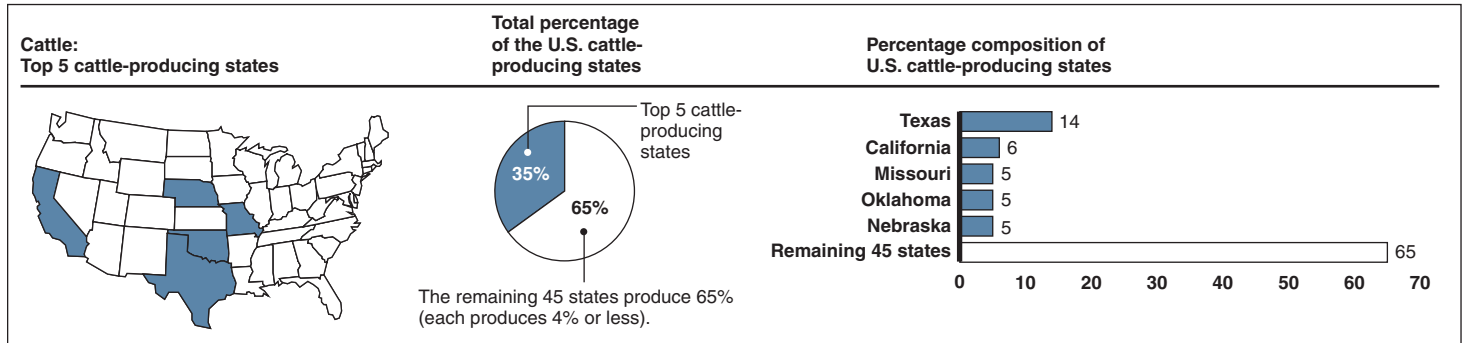 Cattle:
Top 5 cattle-producing states
Total percentage
of the U.S. cattle-
producing states
Percentage composition of
U.S. cattle-producing states
Top 5 cattle-
producing
states
35%
65%
The remaining 45 states produce 65%
(each produces 4% or less).
Texas 14
California 6
Missouri 5
Oklahoma 5
Nebraska 5
Remaining 45 states 65
0 10 20 30 40 50 60 70